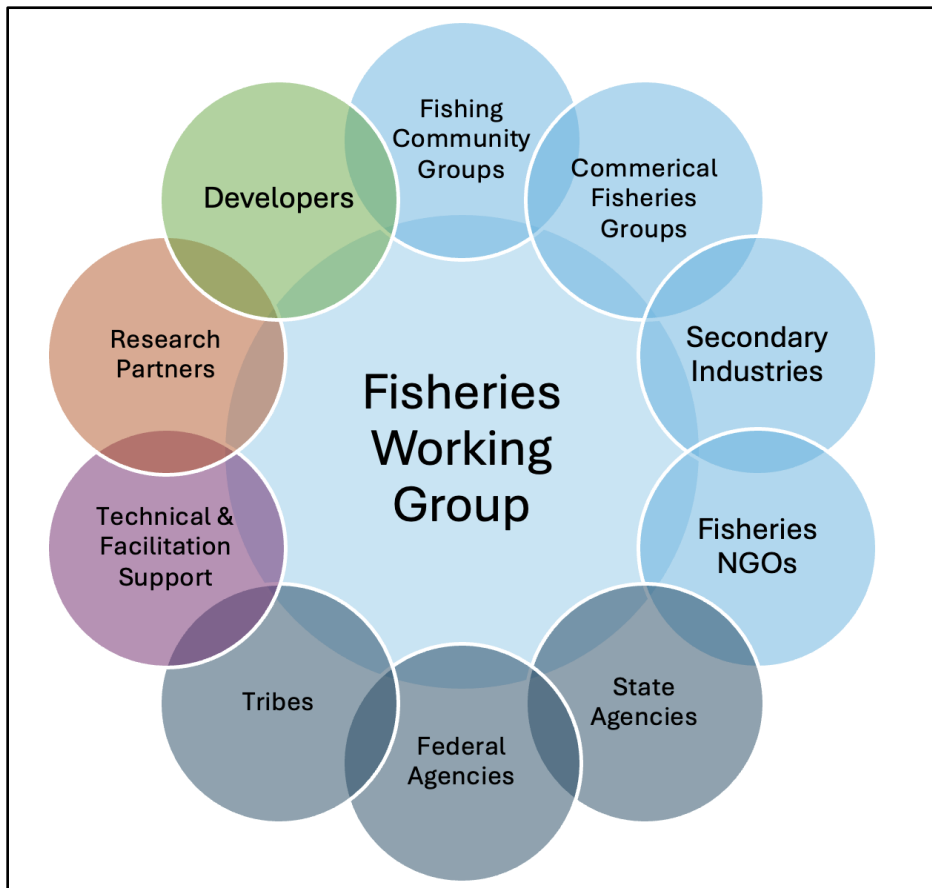 Fishing
Community
Groups
Commerical
Fisheries
Groups
Developers
Secondary
Industries
Research
Partners
Fisheries
Working
Group
Technical &
Facilitation
Support
Fisheries
NGOs
Tribes
State
Agencies
Federal
Agencies